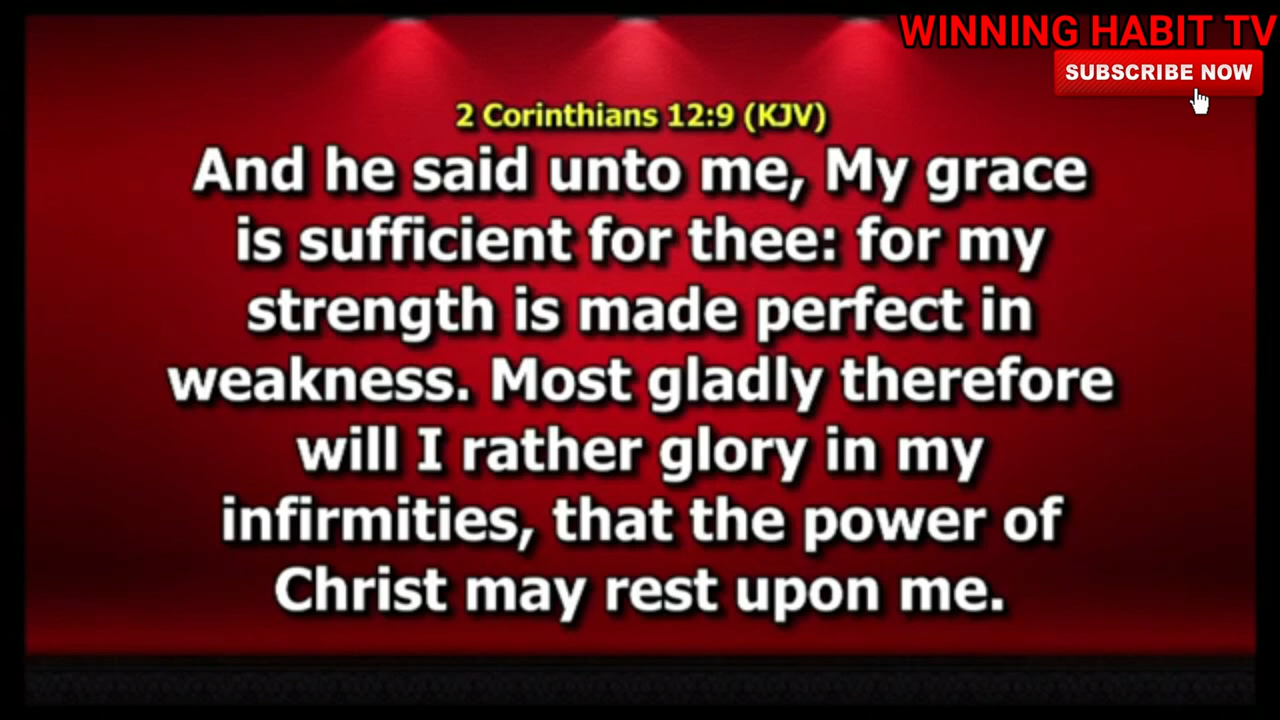 WINNING HABIT TV
SUBSCRIBE NOW
2 Corinthians 12:9 (KJV)
And he said unto me, My grace
is sufficient for thee: for my
strength is made perfect in
weakness. Most gladly therefore
will I rather glory in my
infirmities, that the power of
Christ may rest upon me.